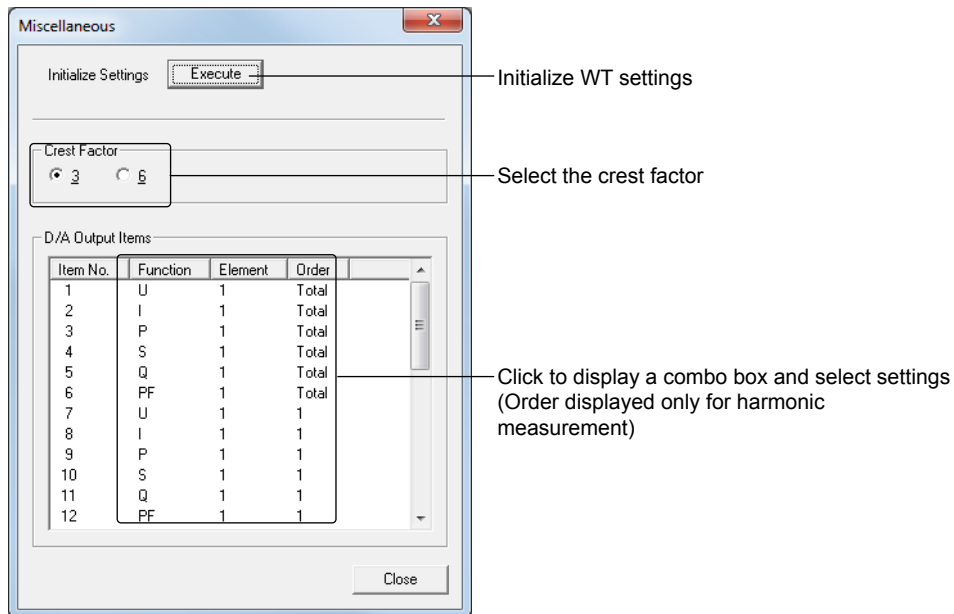 Miscellaneous
Initialize Settings Execute
Initialize WT settings
Crest Factor
3 6
Select the crest factor
D/A Output Items
Item No. Function Element Order
1 U 1 Total
2 I 1 Total
3 P 1 Total
4 S 1 Total
5 Q 1 Total
6 PF 1 Total
7 U 1 1
8 I 1 1
9 P 1 1
10 S 1 1
11 Q 1 1
12 PF 1 1
Click to display a combo box and select settings
(Order displayed only for harmonic
measurement)
Close